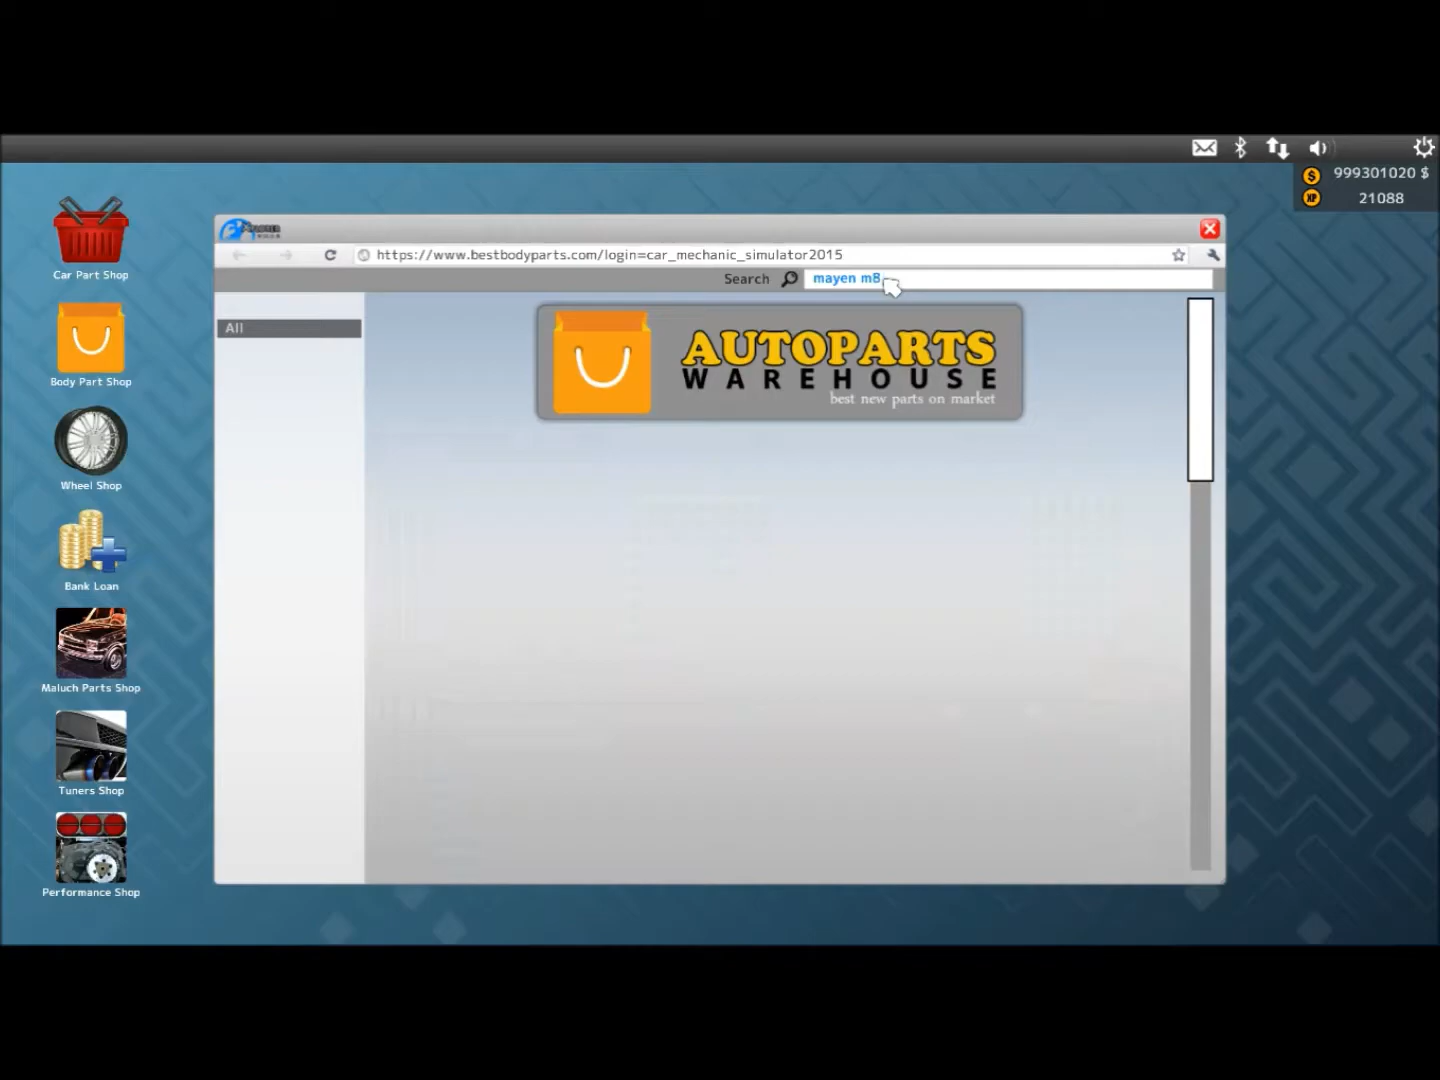 999301020 $
21088
Car Part Shop
Body Part Shop
Wheel Shop
Bank Loan
Maluch Parts Shop
Tuners Shop
Performance Shop
https://www.bestbodyparts.com/login=car_mechanic_simulator2015
Search mayen m8
All
AUTOPARTS
WAREHOUSE
best new parts on market